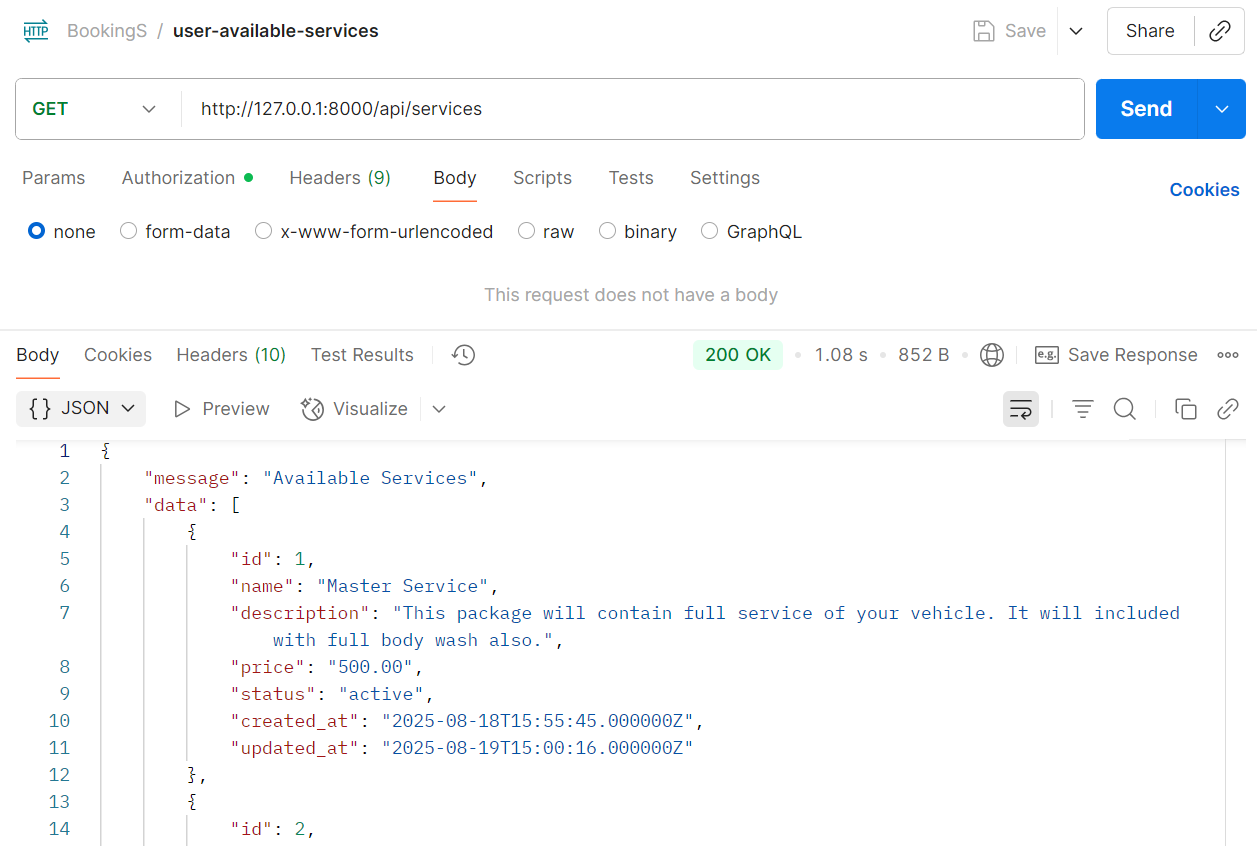 HTTP BookingS / user-available-services Save Share
GET http://127.0.0.1:8000/api/services Send
Params Authorization Headers (9) Body Scripts Tests Settings Cookies
none form-data x-www-form-urlencoded raw binary GraphQL
This request does not have a body
Body Cookies Headers (10) Test Results 200 OK 1.08 s 852 B e.g. Save Response
{} JSON Preview Visualize
1 {
2 "message": "Available Services",
3 "data": [
4 {
5 "id": 1,
6 "name": "Master Service",
7 "description": "This package will contain full service of your vehicle. It will included
with full body wash also.",
8 "price": "500.00",
9 "status": "active",
10 "created_at": "2025-08-18T15:55:45.000000Z",
11 "updated_at": "2025-08-19T15:00:16.000000Z"
12 },
13 {
14 "id": 2,